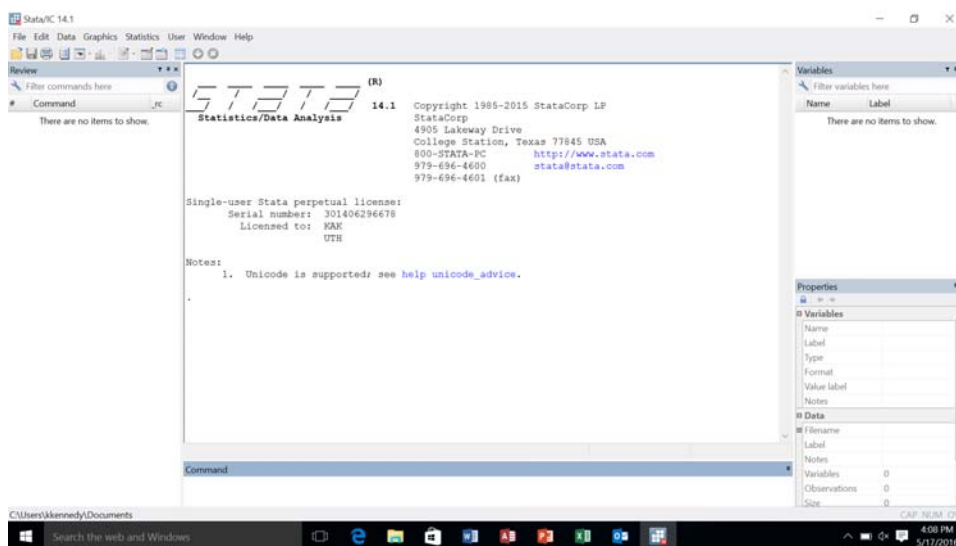 Stata/IC 14.1
File Edit Data Graphics Statistics User Window Help
Review
Filter commands here
# Command _rc
There are no items to show.
STATA (R)
14.1 Copyright 1985-2015 StataCorp LP
Statistics/Data Analysis StataCorp
4905 Lakeway Drive
College Station, Texas 77845 USA
800-STATA-PC http://www.stata.com
979-696-4600 stata@stata.com
979-696-4601 (fax)
Single-user Stata perpetual license:
Serial number: 301406296678
Licensed to: KAK
UTH
Notes:
1. Unicode is supported; see help unicode_advice.
.
Command
Variables
Filter variables here
Name Label
There are no items to show.
Properties
Variables
Name
Label
Type
Format
Value label
Notes
Data
Filename
Label
Notes
Variables 0
Observations 0
Size 0
C:\Users\kkennedy\Documents
CAP NUM
Search the web and Windows
4:08 PM
5/17/201